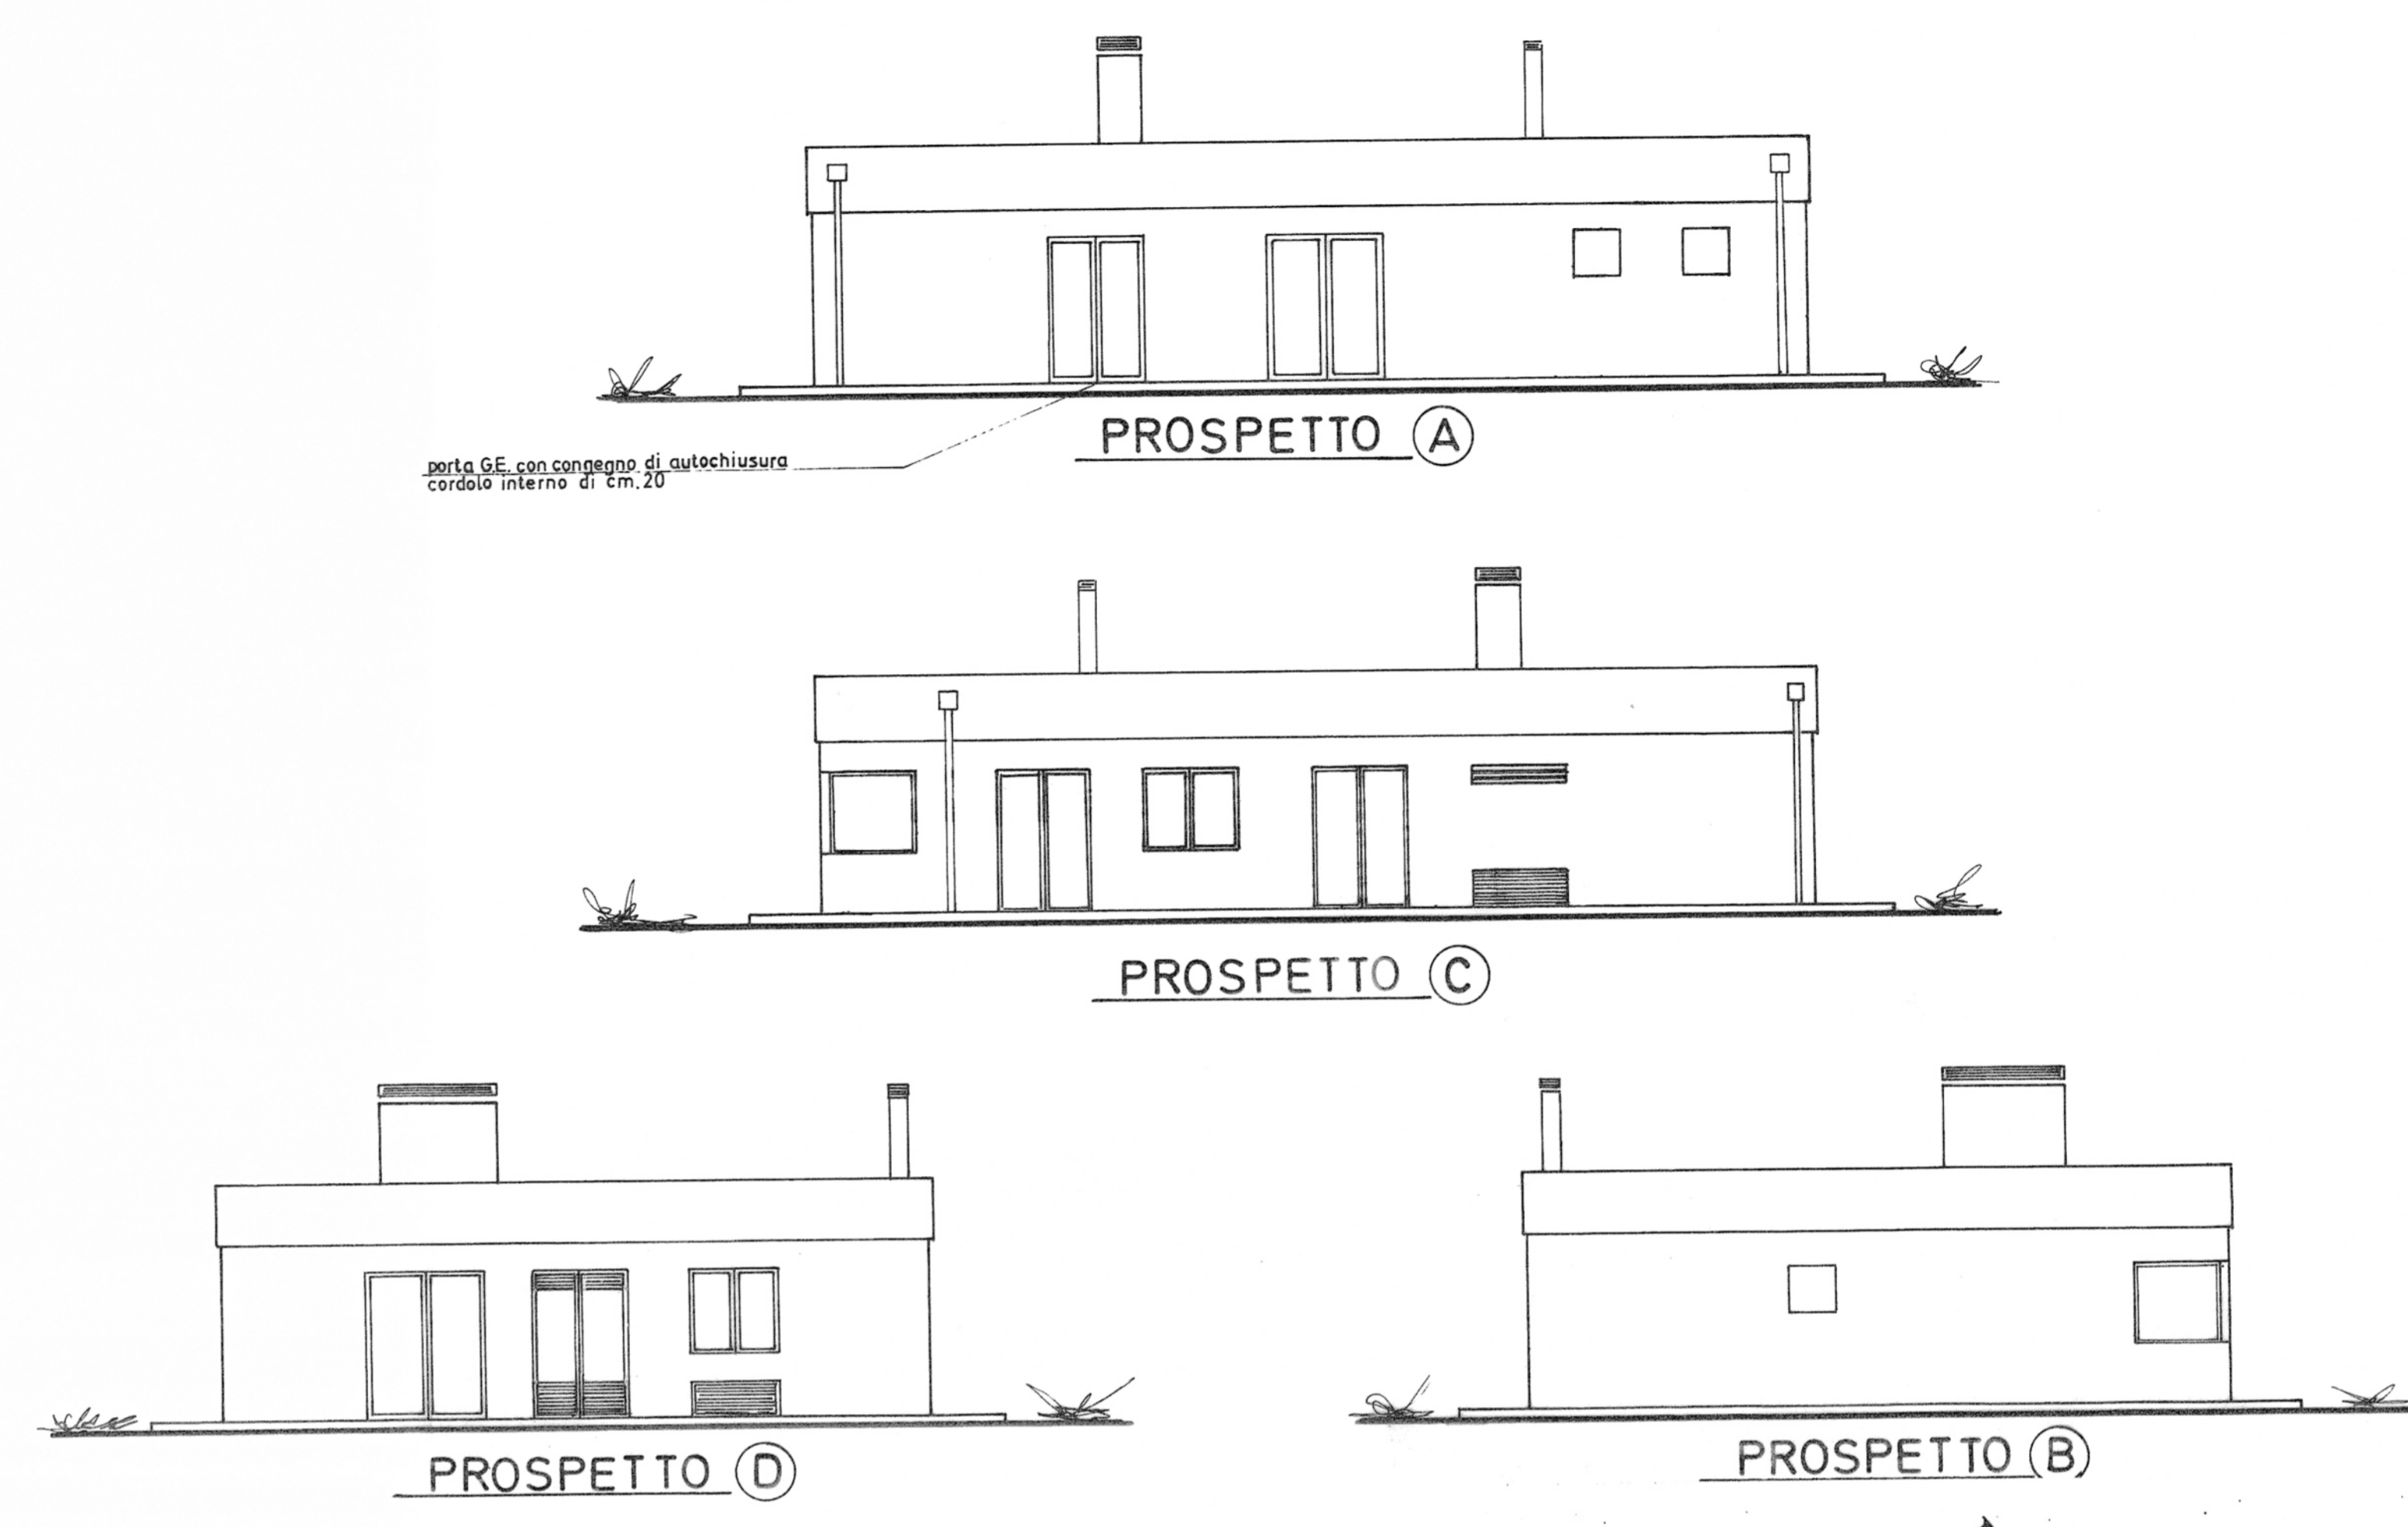 PROSPETTO A
porta G.E. con congegno di autochiusura
cordolo interno di cm. 20
PROSPETTO C
PROSPETTO D
PROSPETTO B